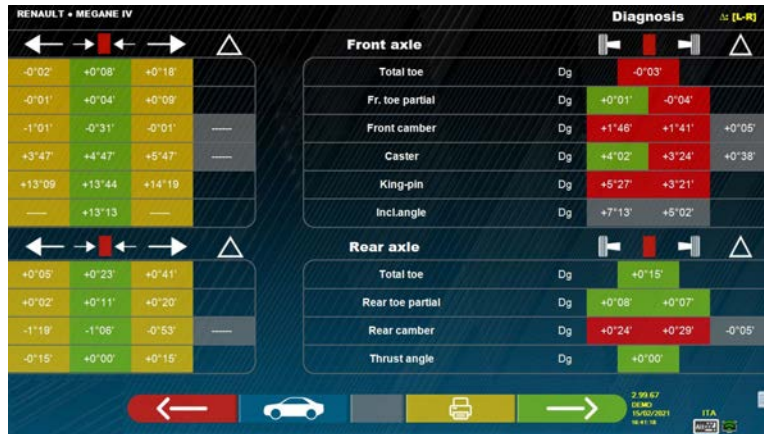 RENAULT • MEGANE IV Diagnosis Δ: [L-R]
Front axle
-0°02' +0°08' +0°18' Total toe Dg -0°03'
-0°01' +0°04' +0°09' Fr. toe partial Dg +0°01' -0°04'
-1°01' -0°31' -0°01' ----- Front camber Dg +1°46' +1°41' +0°05'
+3°47' +4°47' +5°47' ----- Caster Dg +4°02' +3°24' +0°38'
+13°09 +13°44 +14°19 King-pin Dg +5°27' +3°21'
----- +13°13 ----- Incl.angle Dg +7°13' +5°02'
Rear axle
+0°05' +0°23' +0°41' Total toe Dg +0°15'
+0°02' +0°11' +0°20' Rear toe partial Dg +0°08' +0°07'
-1°19' -1°06' -0°53' ----- Rear camber Dg +0°24' +0°29' -0°05'
-0°15' +0°00' +0°15' Thrust angle Dg +0°00'
2.99.67
DEMO
15/02/2021 ITA
16:41:18